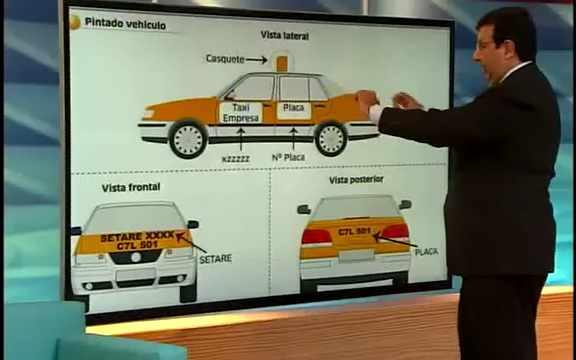 Pintado vehículo
Vista lateral
Casquete
Taxi
Empresa
Placa
xzzzzz
Nº Placa
Vista frontal
Vista posterior
SETARE XXXX
C7L 501
SETARE
C7L 501
PLACA